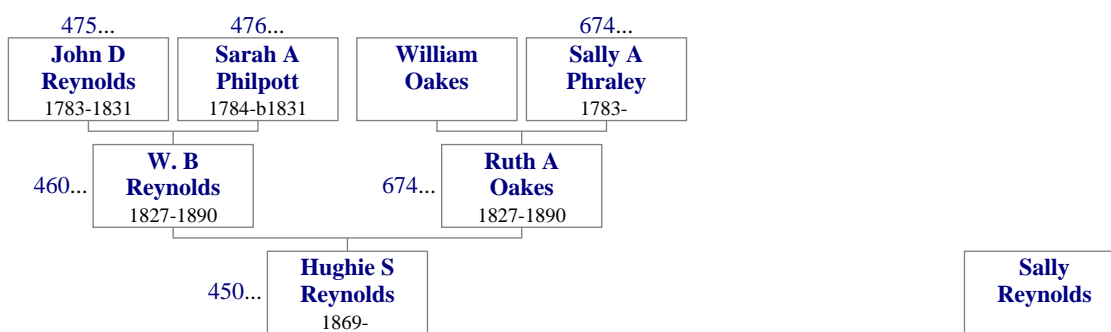 475...
476...
674...
John D
Reynolds
1783-1831
Sarah A
Philpott
1784-b1831
William
Oakes
Sally A
Phraley
1783-
460...
W. B
Reynolds
1827-1890
674...
Ruth A
Oakes
1827-1890
450...
Hughie S
Reynolds
1869-
Sally
Reynolds